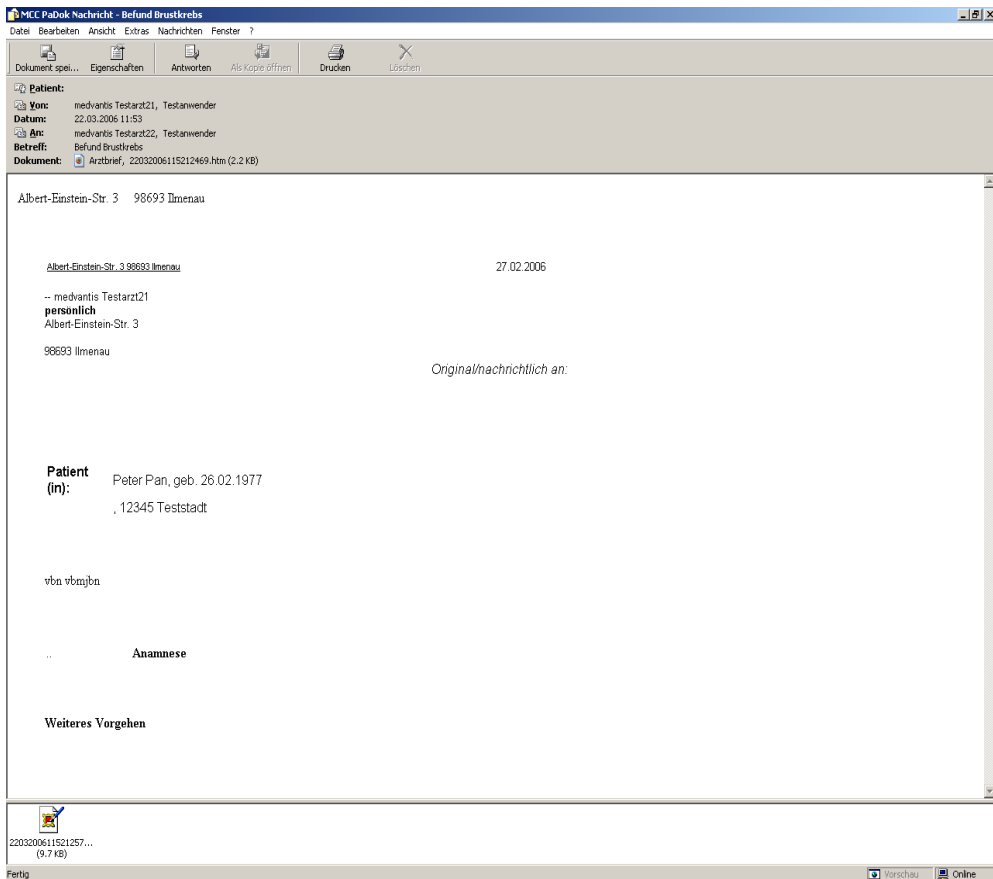 MCC PaDok Nachricht - Befund Brustkrebs
Datei Bearbeiten Ansicht Extras Nachrichten Fenster ?
Dokument spei... Eigenschaften Antworten Als Kopie öffnen Drucken Löschen
Patient:
Von: medvantis Testarzt21, Testanwender
Datum: 22.03.2006 11:53
An: medvantis Testarzt22, Testanwender
Betreff: Befund Brustkrebs
Dokument: Arztbrief, 22032006115212469.htm (2.2 KB)
Albert-Einstein-Str. 3 98693 Ilmenau
Albert-Einstein-Str. 3 98693 Ilmenau 27.02.2006
-- medvantis Testarzt21
persönlich
Albert-Einstein-Str. 3
98693 Ilmenau
Original/nachrichtlich an:
Patient
(in): Peter Pan, geb. 26.02.1977
, 12345 Teststadt
vbn vbmjbn
.. Anamnese
Weiteres Vorgehen
2203200611521257...
(9.7 KB)
Fertig Vorschau Online